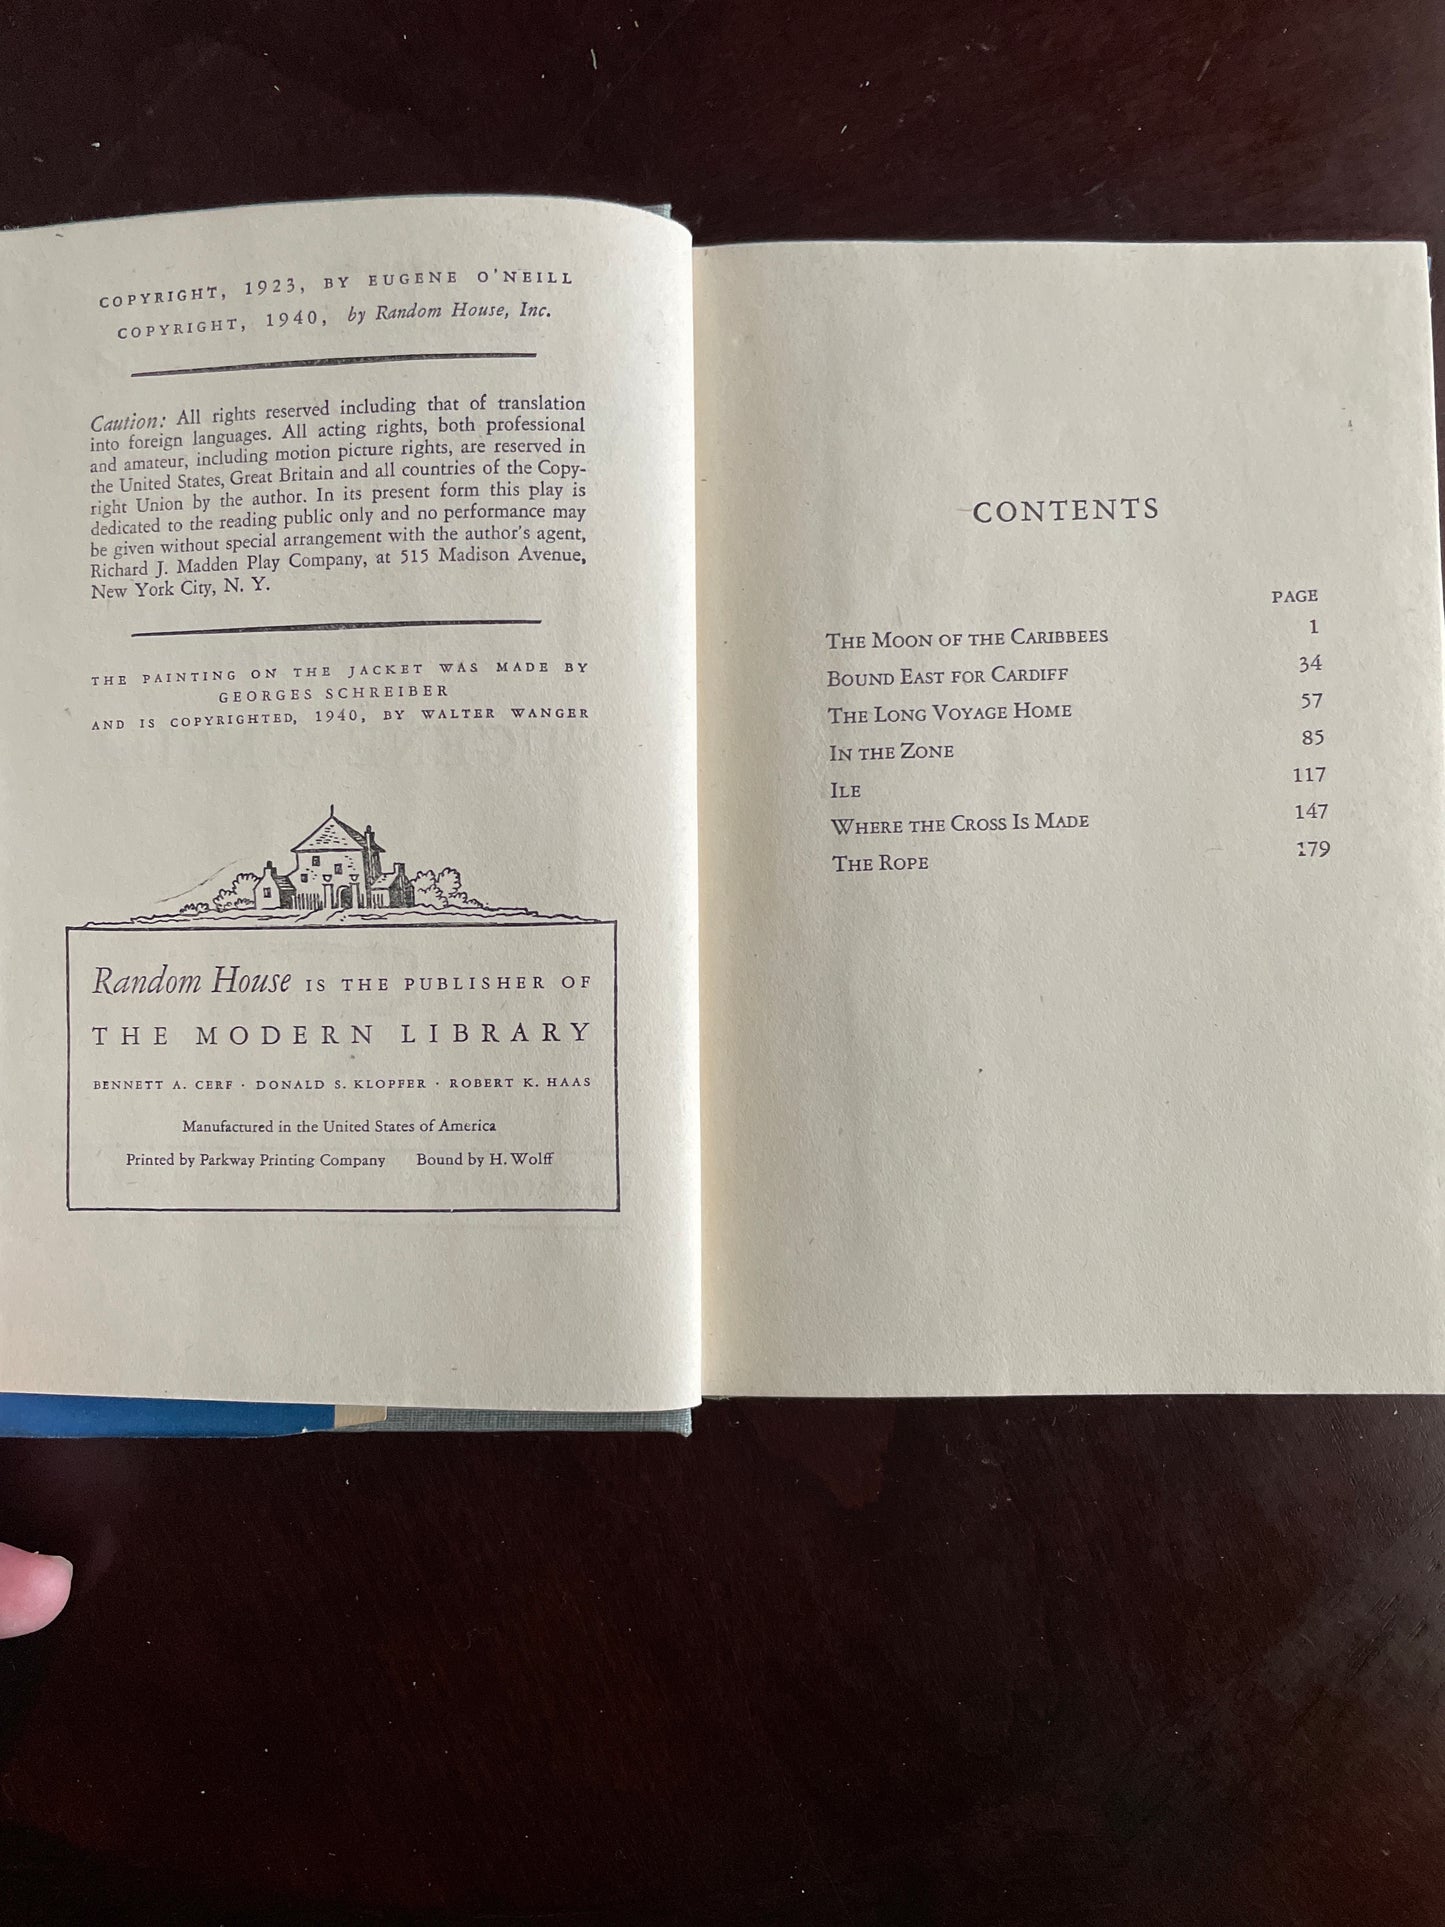 COPYRIGHT, 1923, BY EUGENE O'NEILL
COPYRIGHT, 1940, by Random House, Inc.
Caution: All rights reserved including that of translation
into foreign languages. All acting rights, both professional
and amateur, including motion picture rights, are reserved in
the United States, Great Britain and all countries of the Copy-
right Union by the author. In its present form this play is
dedicated to the reading public only and no performance may
be given without special arrangement with the author's agent,
Richard J. Madden Play Company, at 515 Madison Avenue,
New York City, N. Y.
THE PAINTING ON THE JACKET WAS MADE BY
GEORGES SCHREIBER
AND IS COPYRIGHTED, 1940, BY WALTER WANGER
Random House IS THE PUBLISHER OF
THE MODERN LIBRARY
BENNETT A. CERF · DONALD S. KLOPFER · ROBERT K. HAAS
Manufactured in the United States of America
Printed by Parkway Printing Company Bound by H. Wolff
CONTENTS
PAGE
THE MOON OF THE CARIBBEES 1
BOUND EAST FOR CARDIFF 34
THE LONG VOYAGE HOME 57
IN THE ZONE 85
ILE 117
WHERE THE CROSS IS MADE 147
THE ROPE 179